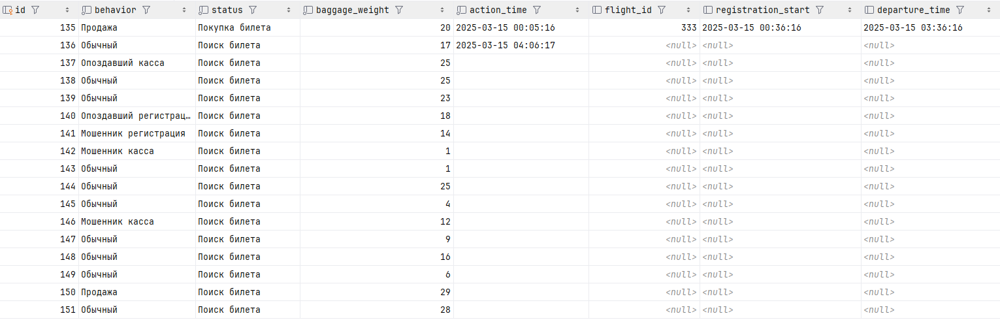 id behavior status baggage_weight action_time flight_id registration_start departure_time
135 Продажа Покупка билета 20 2025-03-15 00:05:16 333 2025-03-15 00:36:16 2025-03-15 03:36:16
136 Обычный Поиск билета 17 2025-03-15 04:06:17 <null> <null> <null>
137 Опоздавший касса Поиск билета 25 <null> <null> <null>
138 Обычный Поиск билета 25 <null> <null> <null>
139 Обычный Поиск билета 23 <null> <null> <null>
140 Опоздавший регистрац… Поиск билета 18 <null> <null> <null>
141 Мошенник регистрация Поиск билета 14 <null> <null> <null>
142 Мошенник касса Поиск билета 1 <null> <null> <null>
143 Обычный Поиск билета 1 <null> <null> <null>
144 Обычный Поиск билета 25 <null> <null> <null>
145 Обычный Поиск билета 4 <null> <null> <null>
146 Мошенник касса Поиск билета 12 <null> <null> <null>
147 Обычный Поиск билета 9 <null> <null> <null>
148 Обычный Поиск билета 16 <null> <null> <null>
149 Обычный Поиск билета 6 <null> <null> <null>
150 Продажа Поиск билета 29 <null> <null> <null>
151 Обычный Поиск билета 28 <null> <null> <null>